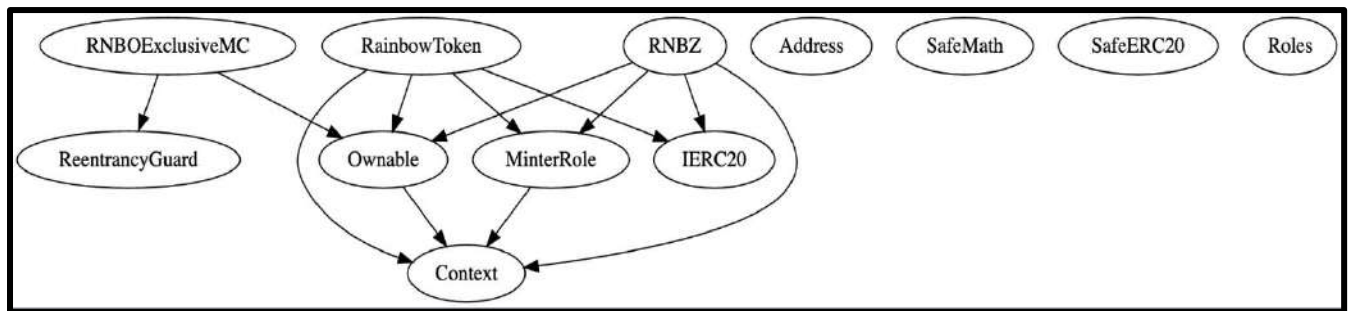 RNBOExclusiveMC RainbowToken RNBZ Address SafeMath SafeERC20 Roles
ReentrancyGuard Ownable MinterRole IERC20
Context